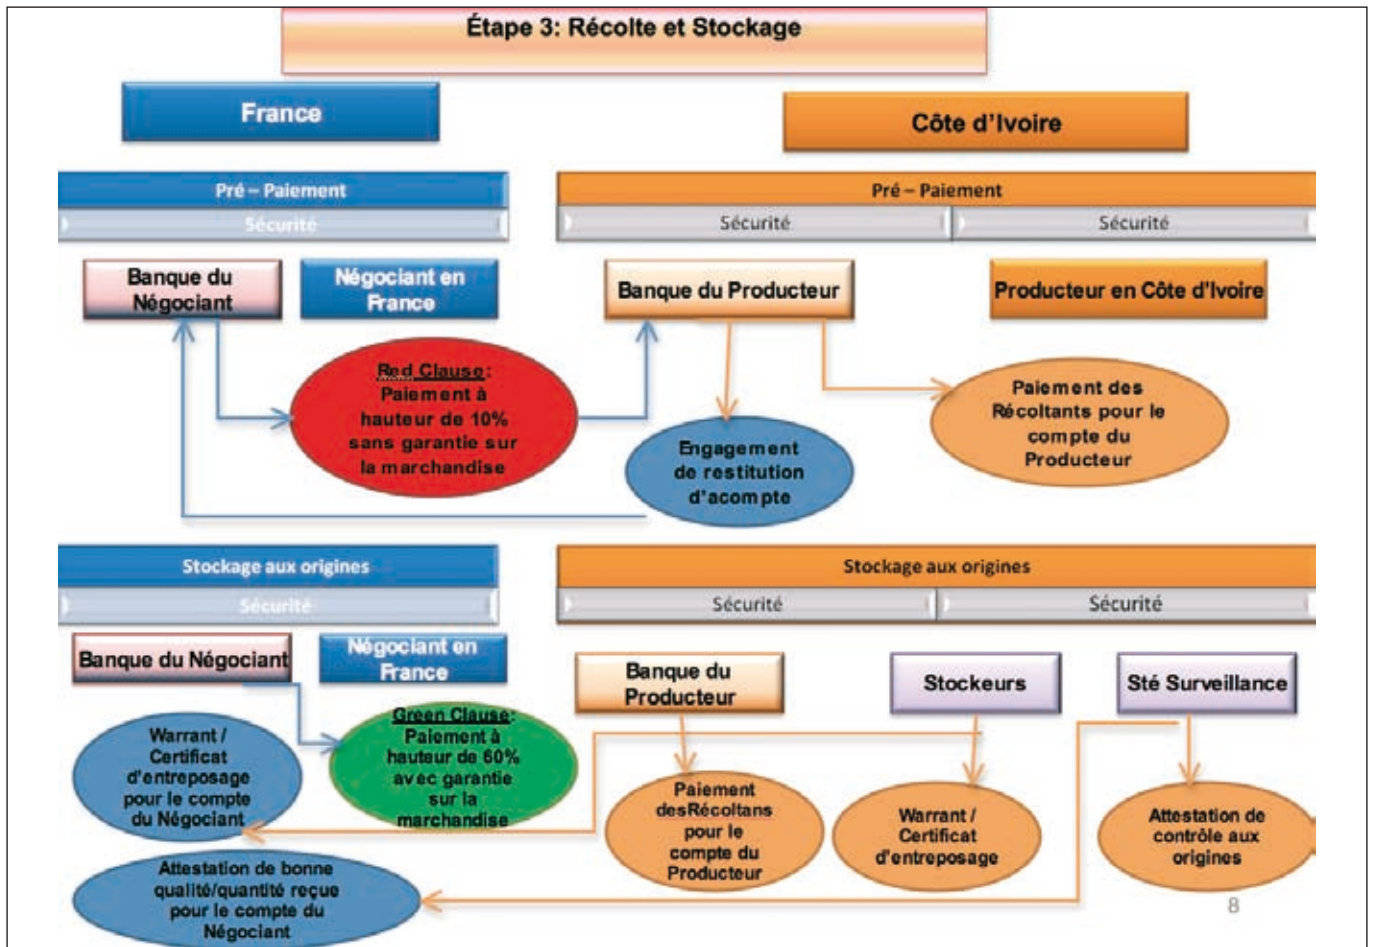 Étape 3: Récolte et Stockage
France
Côte d'Ivoire
Pré – Paiement
Sécurité
Pré – Paiement
Sécurité
Sécurité
Banque du
Négociant
Négociant en
France
Banque du Producteur
Producteur en Côte d'Ivoire
Red Clause:
Paiement à
hauteur de 10%
sans garantie sur
la marchandise
Engagement
de restitution
d'acompte
Paiement des
Récoltants pour le
compte du
Producteur
Stockage aux origines
Sécurité
Stockage aux origines
Sécurité
Sécurité
Banque du Négociant
Négociant en
France
Banque du
Producteur
Stockeurs
Sté Surveillance
Warrant /
Certificat
d'entreposage
pour le compte
du Négociant
Green Clause:
Paiement à
hauteur de 60%
avec garantie
sur la
marchandise
Paiement
desRécoltans
pour le
compte du
Producteur
Warrant /
Certificat
d'entreposage
Attestation de
contrôle aux
origines
Attestation de bonne
qualité/quantité reçue
pour le compte du
Négociant
8